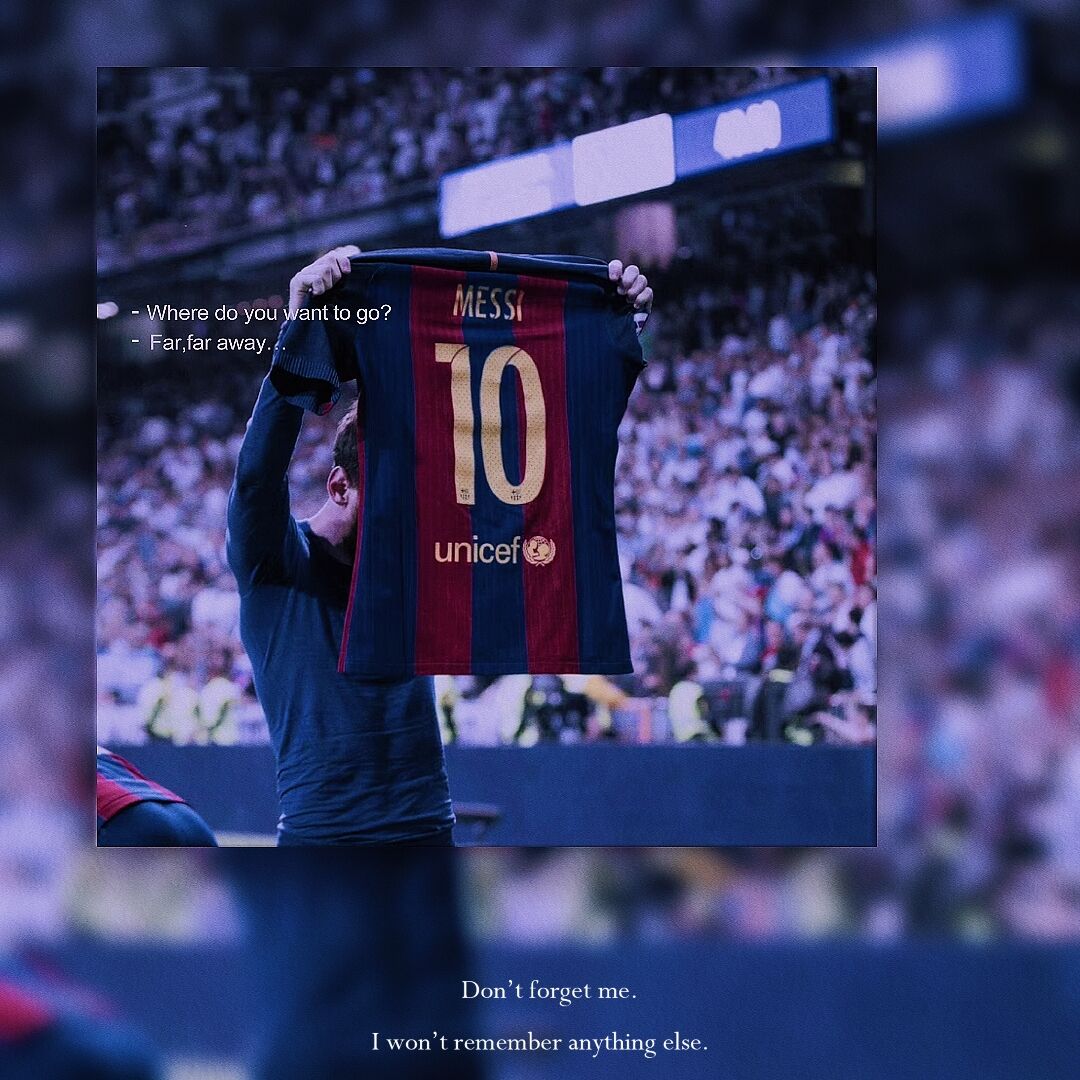 - Where do you want to go?
- Far,far away...
MESSI
10
unicef
Don't forget me.
I won't remember anything else.